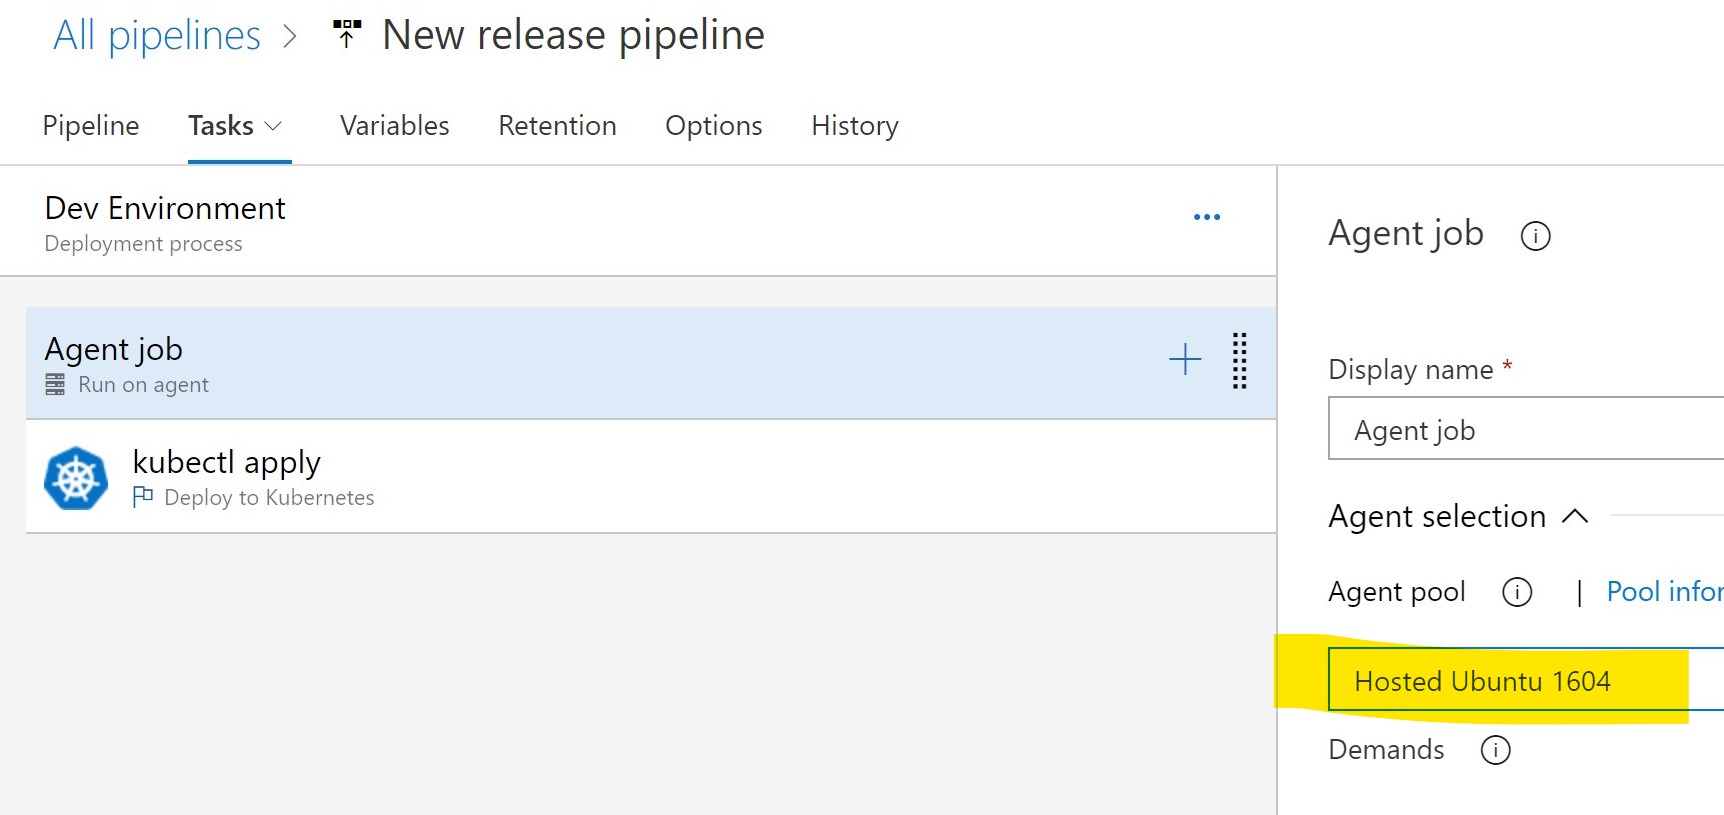 All pipelines > New release pipeline
Pipeline Tasks Variables Retention Options History
Dev Environment
Deployment process
Agent job
Run on agent
kubectl apply
Deploy to Kubernetes
Agent job
Display name *
Agent job
Agent selection
Agent pool | Pool infor
Hosted Ubuntu 1604
Demands